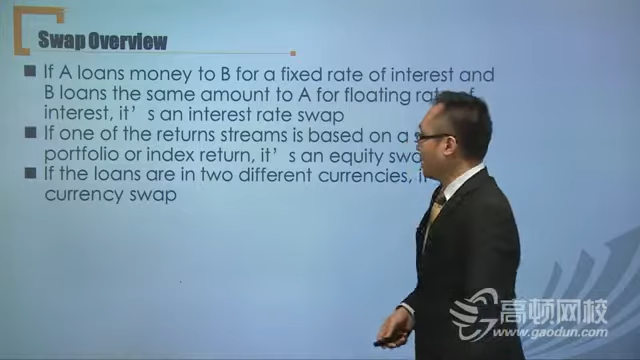 Swap Overview
If A loans money to B for a fixed rate of interest and
B loans the same amount to A for floating rate of
interest, it's an interest rate swap
If one of the returns streams is based on a
portfolio or index return, it's an equity
If the loans are in two different currencies,
currency swap
高顿网校
www.gaodun.com